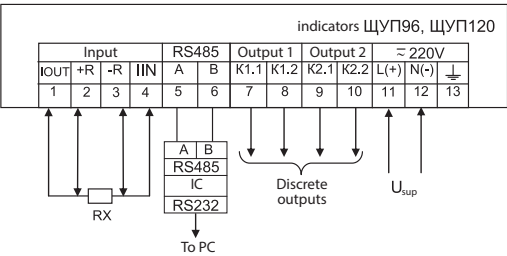 indicators ЩУП96, ЩУП120
Input RS485 Output 1 Output 2 ≂ 220V
IOUT +R -R IIN A B K1.1 K1.2 K2.1 K2.2 L(+) N(-) ⏚
1 2 3 4 5 6 7 8 9 10 11 12 13
A B
RS485
IC
RS232
RX
Discrete
outputs
Usup
To PC